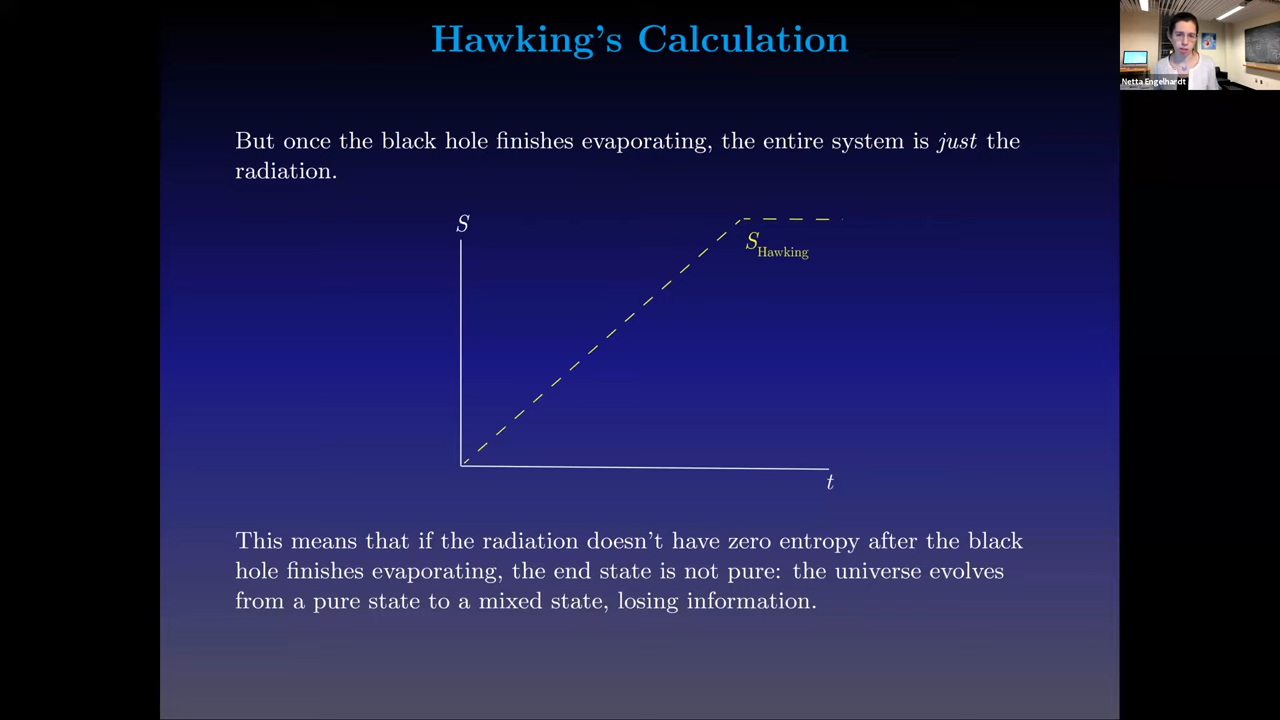 Hawking's Calculation
Netta Engelhardt
But once the black hole finishes evaporating, the entire system is just the
radiation.
S
S Hawking
t
This means that if the radiation doesn't have zero entropy after the black
hole finishes evaporating, the end state is not pure: the universe evolves
from a pure state to a mixed state, losing information.